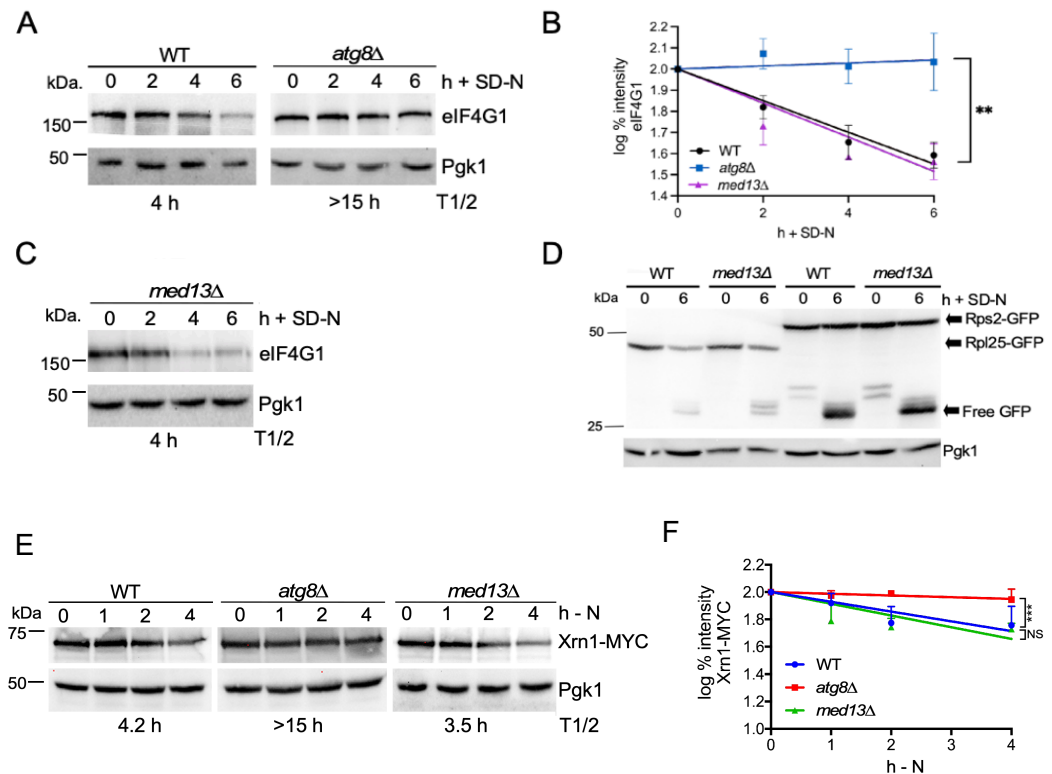 A
WT atg8Δ
kDa. 0 2 4 6 0 2 4 6 h + SD-N
150 eIF4G1
50 Pgk1
4 h >15 h T1/2
B
2.2
2.1
2.0
1.9
1.8
1.7
1.6
1.5
1.4
log % intensity
eIF4G1
WT
atg8Δ
med13Δ
**
0 2 4 6
h + SD-N
C
med13Δ
kDa. 0 2 4 6 h + SD-N
150 eIF4G1
50 Pgk1
4 h T1/2
D
WT med13Δ WT med13Δ
kDa 0 6 0 6 0 6 0 6 h + SD-N
Rps2-GFP
50
Rpl25-GFP
Free GFP
25
Pgk1
E
WT atg8Δ med13Δ
kDa 0 1 2 4 0 1 2 4 0 1 2 4 h - N
75 Xrn1-MYC
50 Pgk1
4.2 h >15 h 3.5 h T1/2
F
2.2
2.0
1.8
1.6
1.4
1.2
1.0
log % intensity
Xrn1-MYC
***
NS
WT
atg8Δ
med13Δ
0 1 2 3 4
h - N